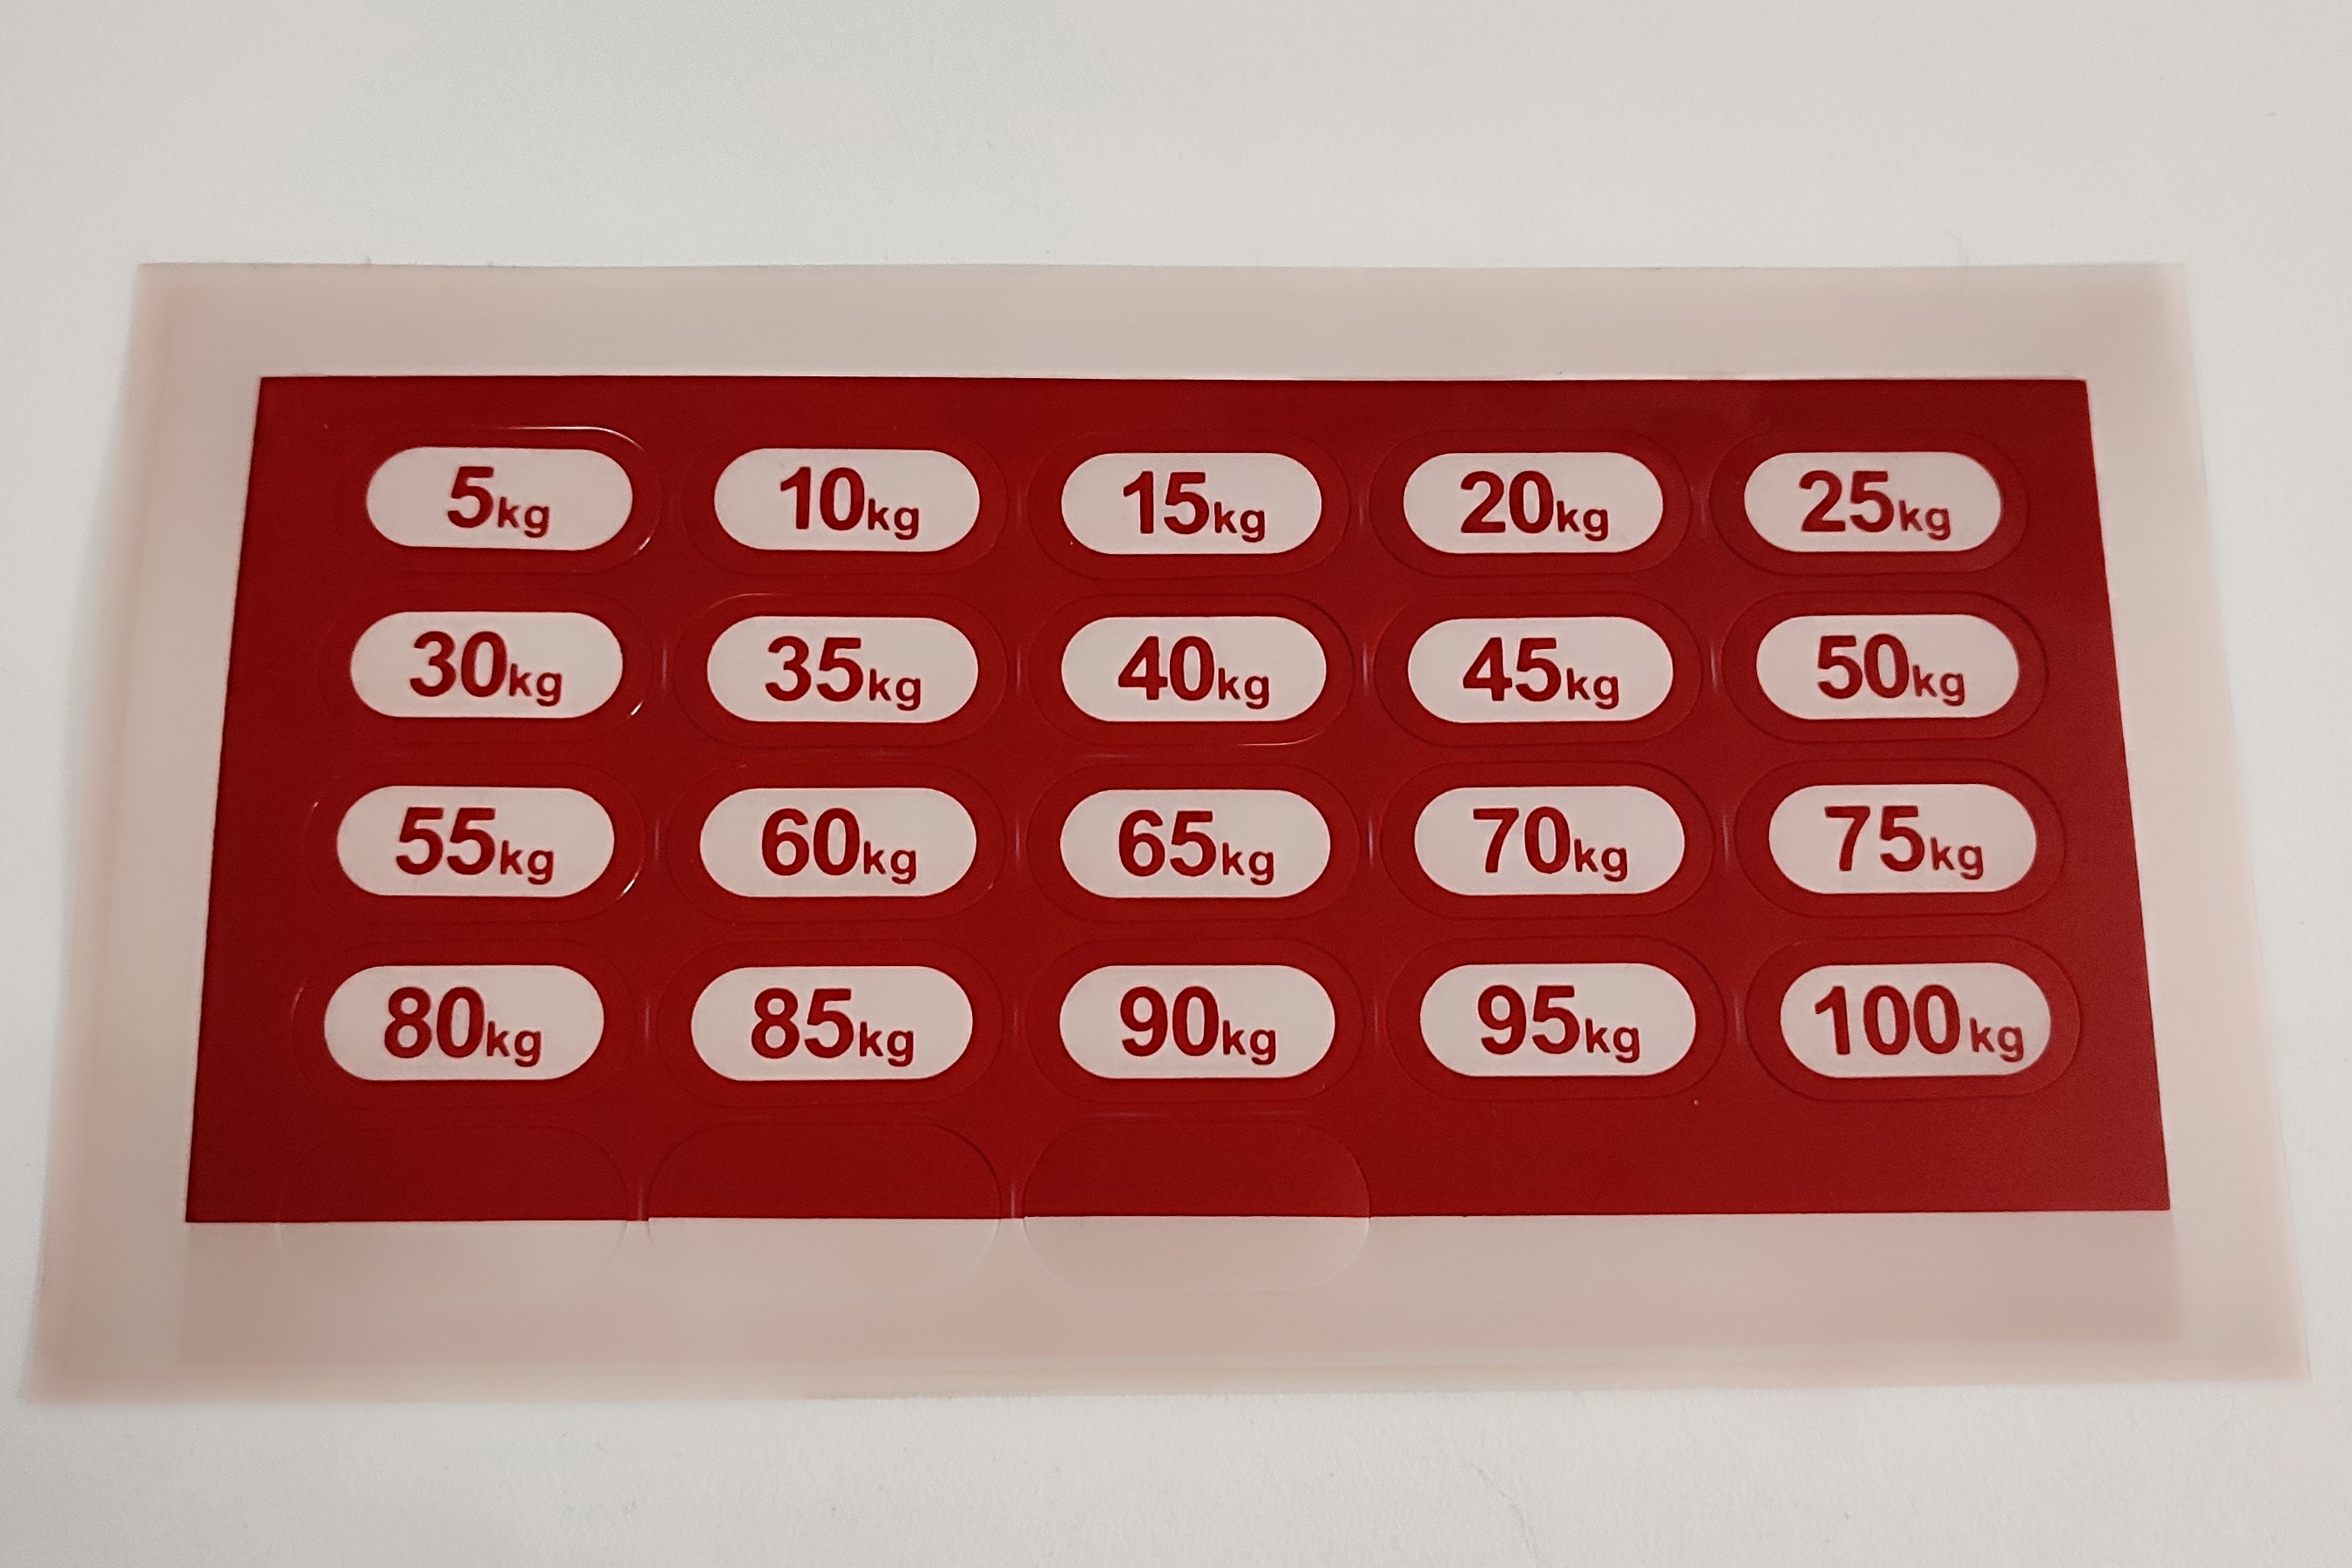 5kg 10kg 15kg 20kg 25kg
30kg 35kg 40kg 45kg 50kg
55kg 60kg 65kg 70kg 75kg
80kg 85kg 90kg 95kg 100kg